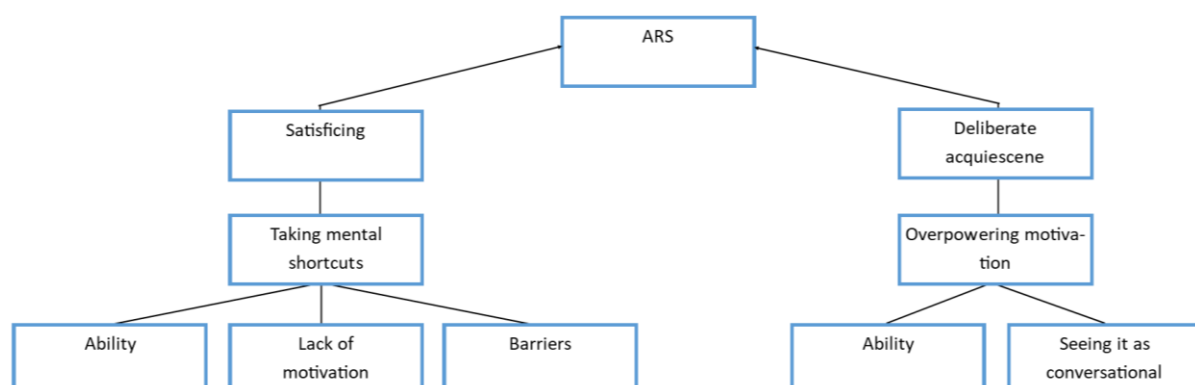 ARS
Satisficing
Deliberate
acquiescene
Taking mental
shortcuts
Overpowering motiva-
tion
Ability
Lack of
motivation
Barriers
Ability
Seeing it as
conversational